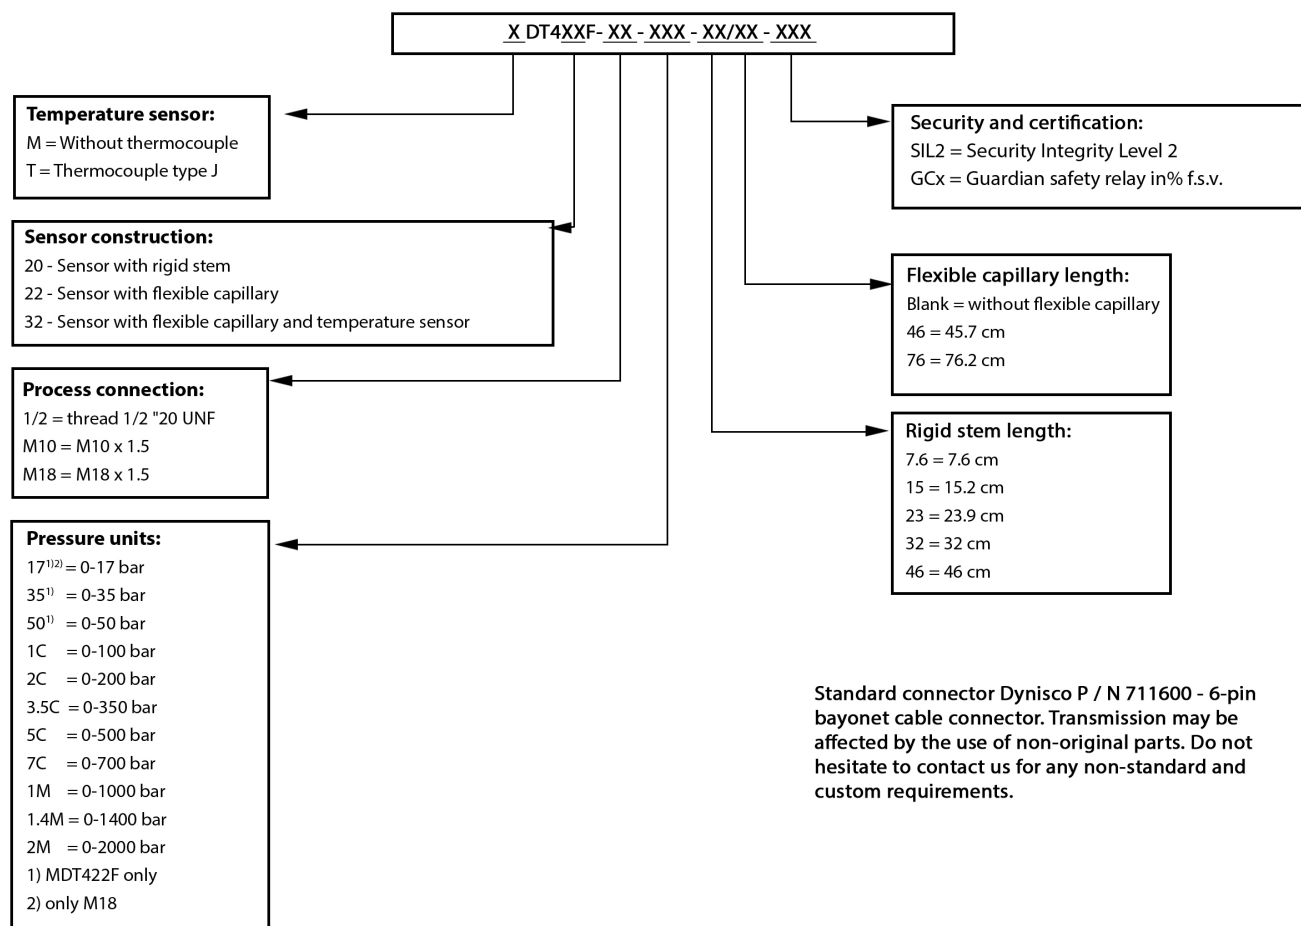 X DT4XXF- XX - XXX - XX/XX - XXX
Temperature sensor:
M = Without thermocouple
T = Thermocouple type J
Sensor construction:
20 - Sensor with rigid stem
22 - Sensor with flexible capillary
32 - Sensor with flexible capillary and temperature sensor
Process connection:
1/2 = thread 1/2 "20 UNF
M10 = M10 x 1.5
M18 = M18 x 1.5
Pressure units:
17¹⁾²⁾ = 0-17 bar
35¹⁾ = 0-35 bar
50¹⁾ = 0-50 bar
1C = 0-100 bar
2C = 0-200 bar
3.5C = 0-350 bar
5C = 0-500 bar
7C = 0-700 bar
1M = 0-1000 bar
1.4M = 0-1400 bar
2M = 0-2000 bar
1) MDT422F only
2) only M18
Security and certification:
SIL2 = Security Integrity Level 2
GCx = Guardian safety relay in% f.s.v.
Flexible capillary length:
Blank = without flexible capillary
46 = 45.7 cm
76 = 76.2 cm
Rigid stem length:
7.6 = 7.6 cm
15 = 15.2 cm
23 = 23.9 cm
32 = 32 cm
46 = 46 cm
Standard connector Dynisco P / N 711600 - 6-pin
bayonet cable connector. Transmission may be
affected by the use of non-original parts. Do not
hesitate to contact us for any non-standard and
custom requirements.